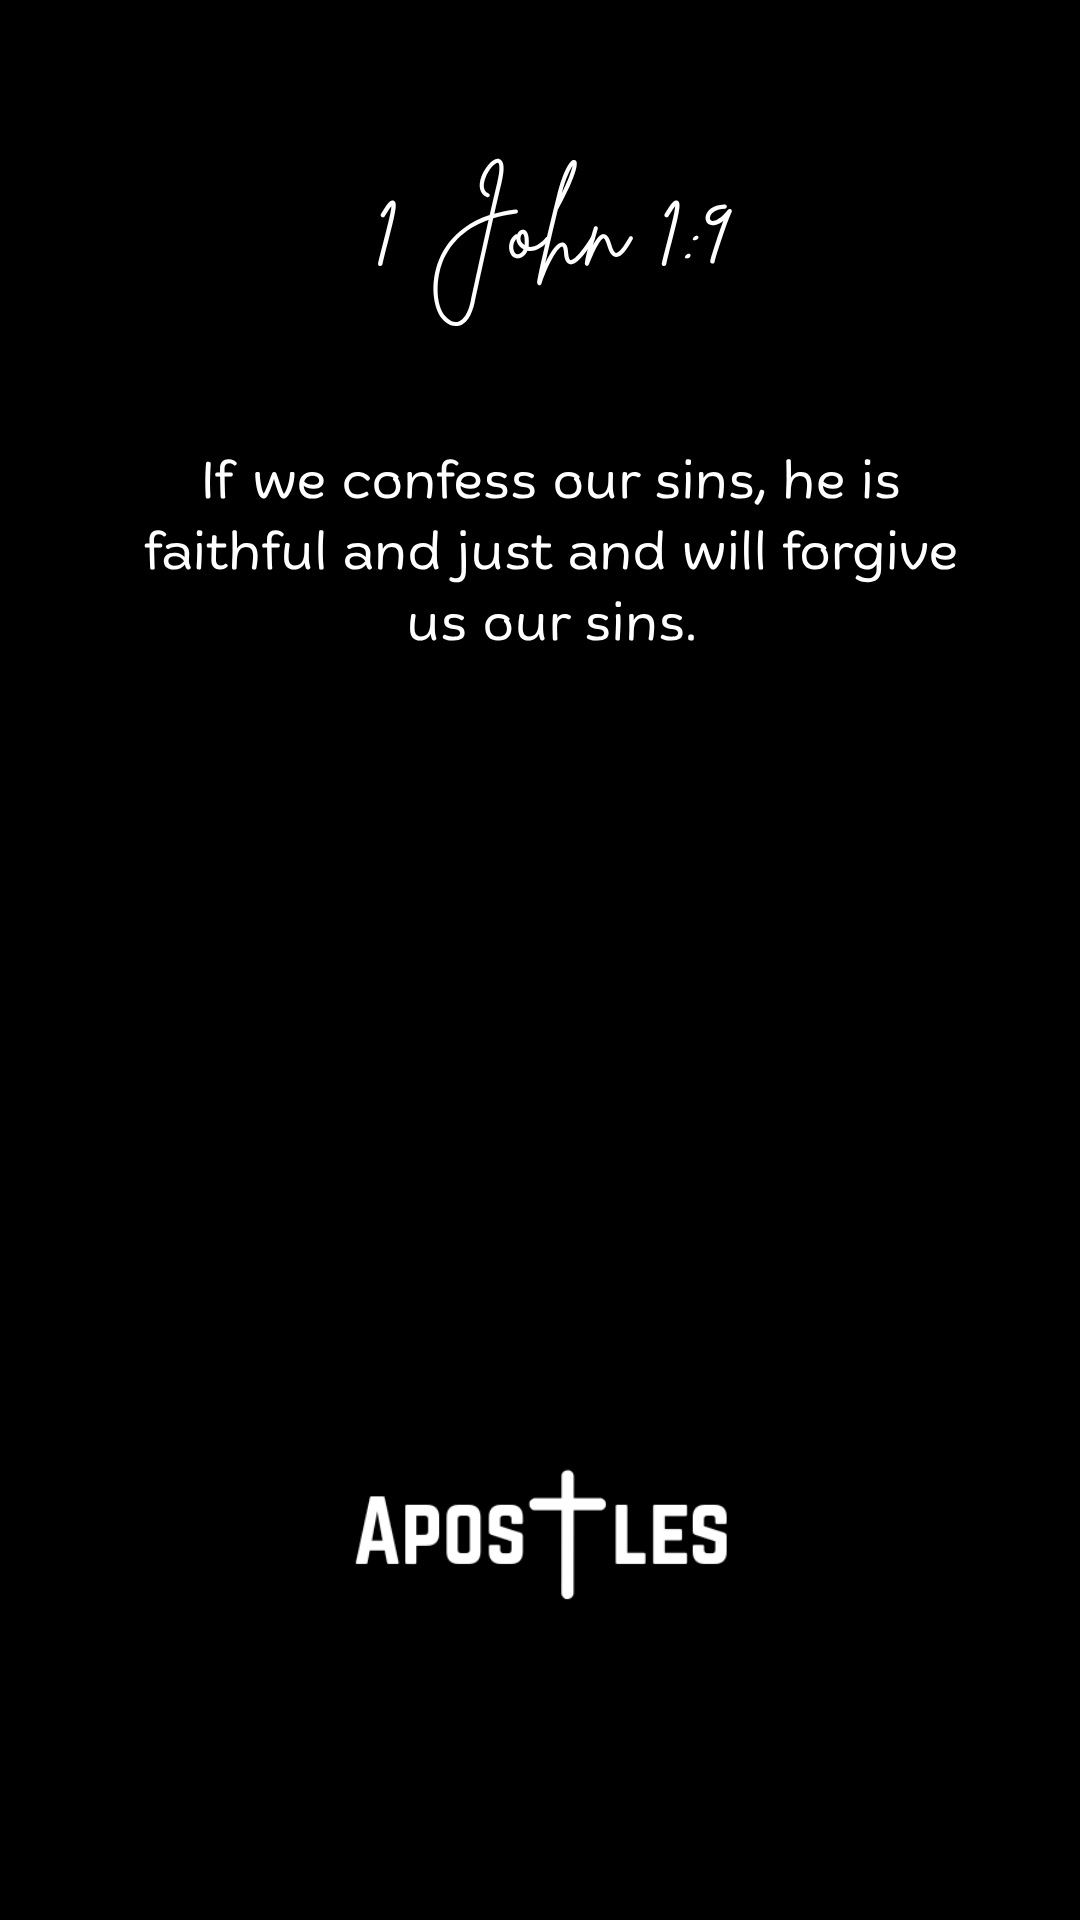 1 John 1:9
If we confess our sins, he is
faithful and just and will forgive
us our sins.
Apostles